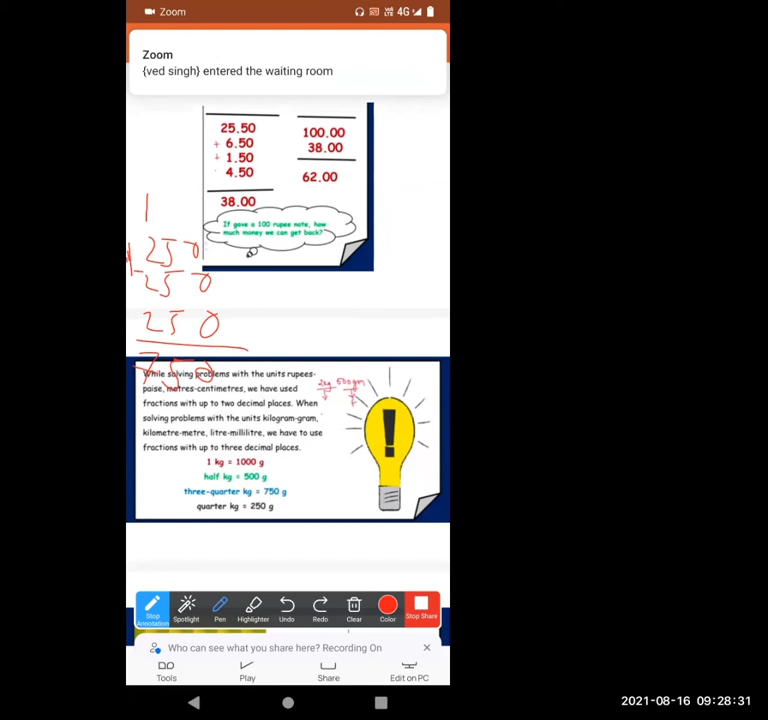 Zoom
4G
Zoom
{ved singh} entered the waiting room
25.50
+ 6.50
+ 1.50
4.50
38.00
100.00
38.00
62.00
If gave a 100 rupee note, how
much money we can get back?
1
250
250
250
750
While solving problems with the units rupees-
paise, metres-centimetres, we have used
fractions with up to two decimal places. When
solving problems with the units kilogram-gram,
kilometre-metre, litre-millilitre, we have to use
fractions with up to three decimal places.
1 kg = 1000 g
half kg = 500 g
three-quarter kg = 750 g
quarter kg = 250 g
2kg 500gm
!
Stop Annotation
Spotlight
Pen
Highlighter
Undo
Redo
Clear
Color
Stop Share
Who can see what you share here? Recording On
Tools
Play
Share
Edit on PC
2021-08-16 09:28:31